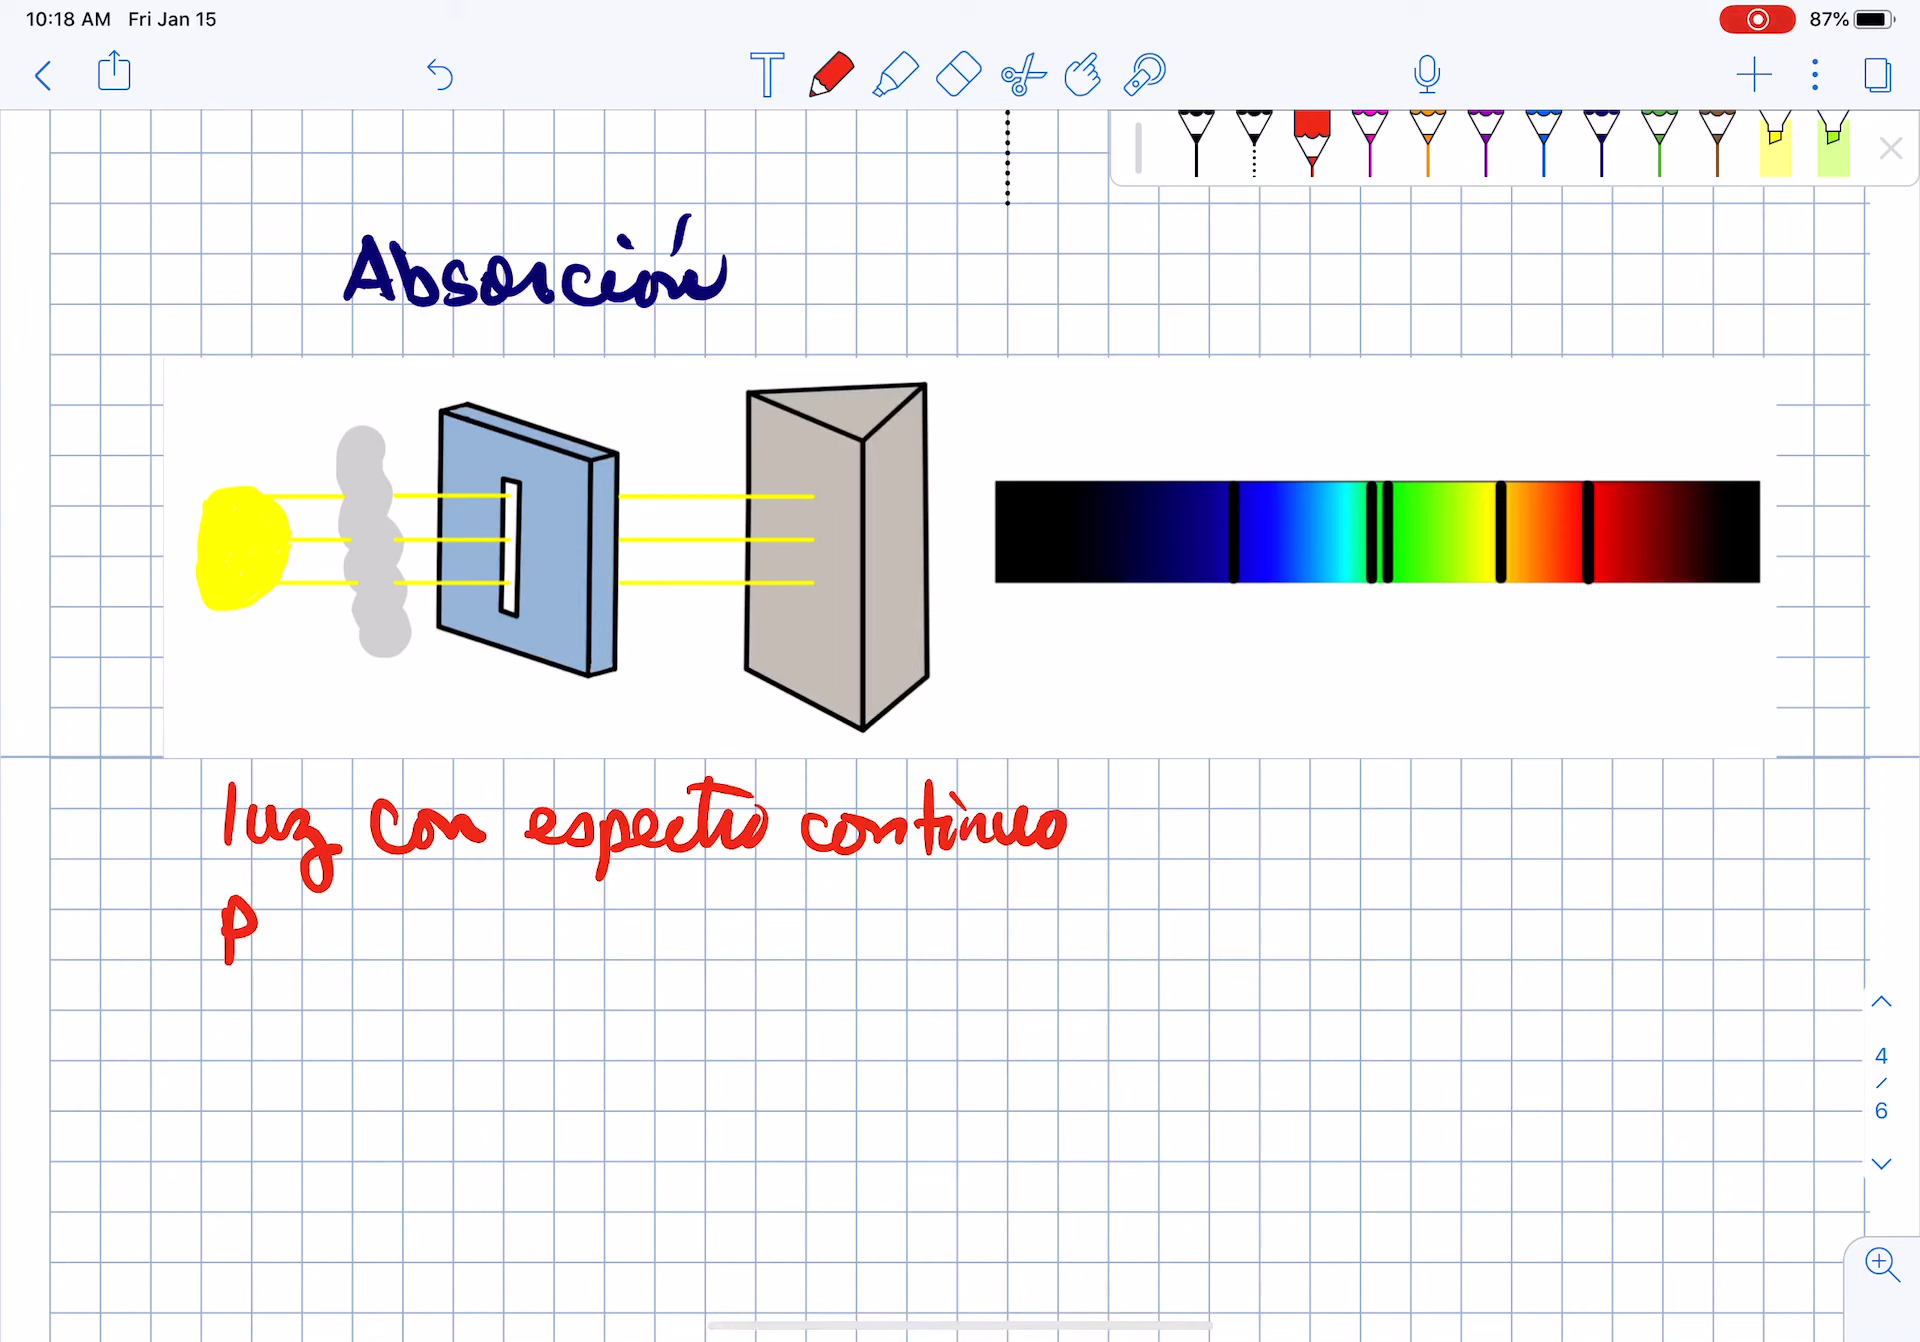 10:18 AM Fri Jan 15
87%
Absorción
luz con espectro continuo
P
4
/
6